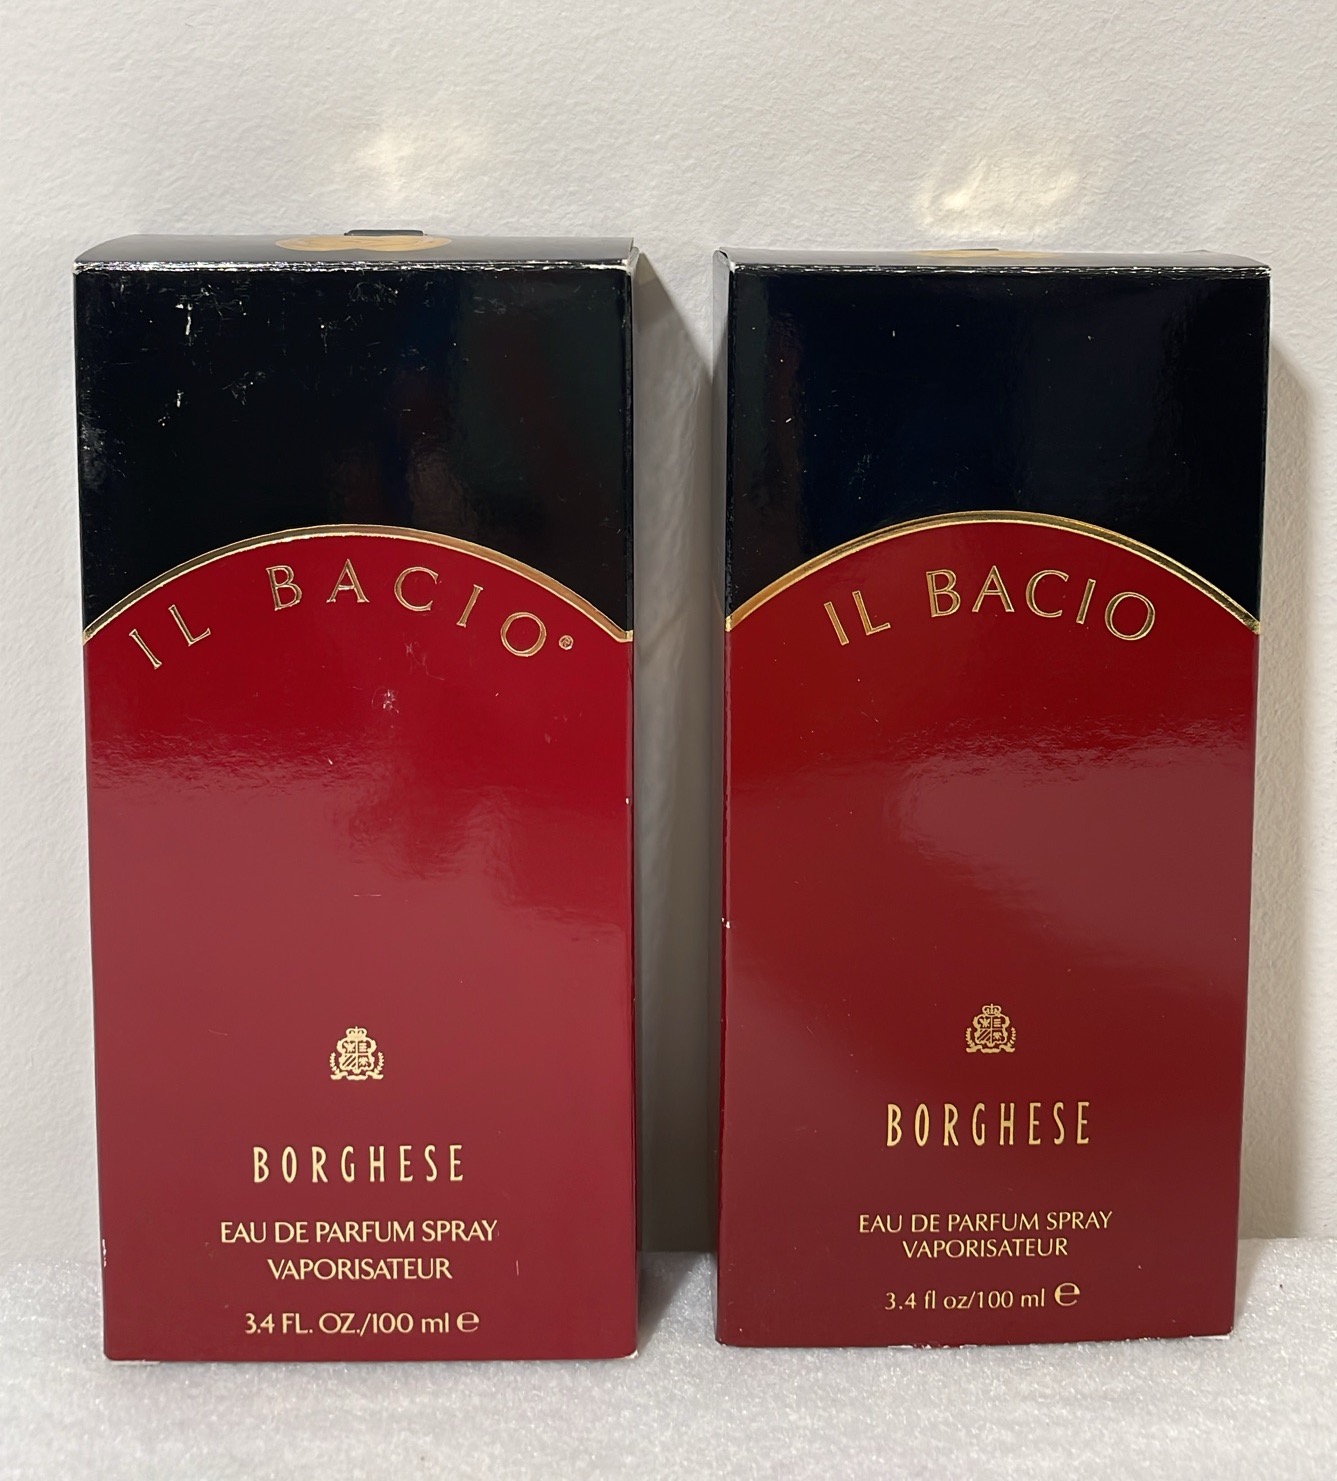 IL BACIO®
BORGHESE
EAU DE PARFUM SPRAY
VAPORISATEUR
3.4 FL. OZ./100 ml ℮
IL BACIO
BORGHESE
EAU DE PARFUM SPRAY
VAPORISATEUR
3.4 fl oz/100 ml ℮